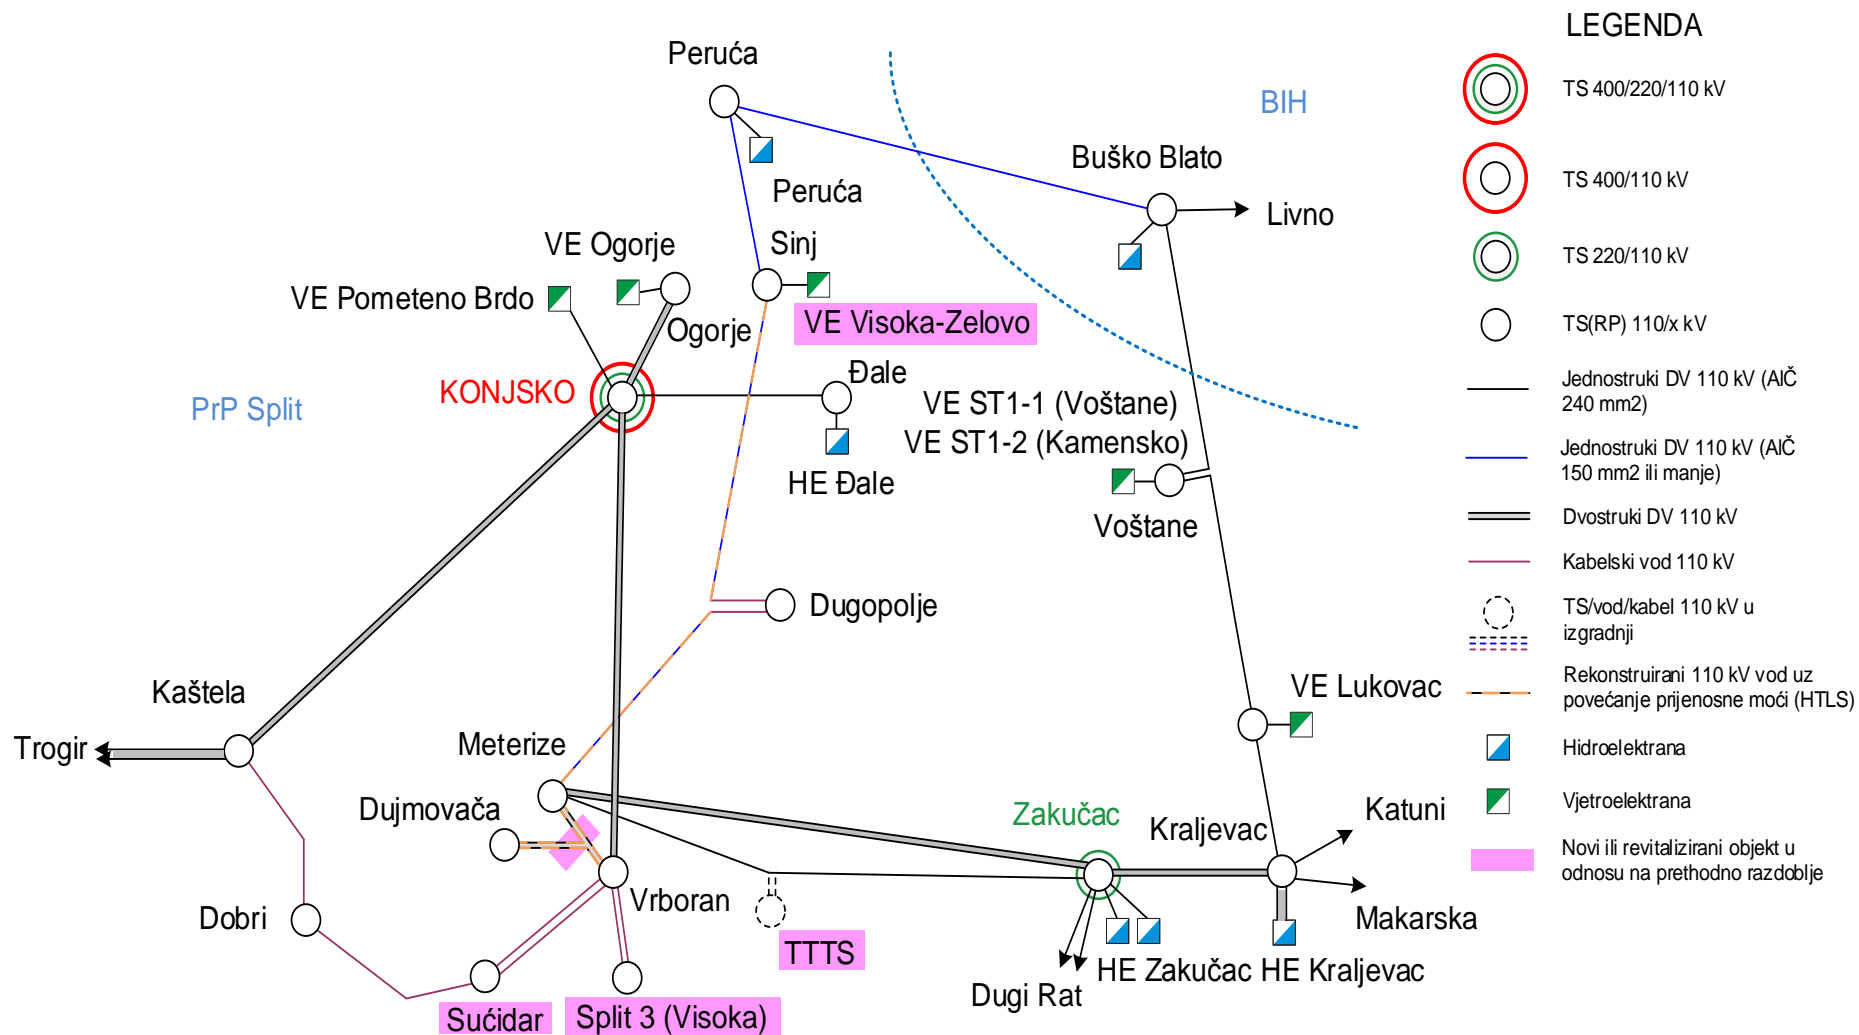 Peruća
BIH
Buško Blato
Peruća
Livno
VE Ogorje
Sinj
VE Pometeno Brdo
VE Visoka-Zelovo
Ogorje
KONJSKO
Đale
PrP Split
VE ST1-1 (Voštane)
VE ST1-2 (Kamensko)
HE Đale
Voštane
Dugopolje
Kaštela
VE Lukovac
Trogir
Meterize
Dujmovača
Zakučac
Kraljevac
Katuni
Vrboran
Dobri
Makarska
TTTS
HE Zakučac
HE Kraljevac
Dugi Rat
Sućidar
Split 3 (Visoka)
LEGENDA
TS 400/220/110 kV
TS 400/110 kV
TS 220/110 kV
TS(RP) 110/x kV
Jednostruki DV 110 kV (AlČ
240 mm2)
Jednostruki DV 110 kV (AlČ
150 mm2 ili manje)
Dvostruki DV 110 kV
Kabelski vod 110 kV
TS/vod/kabel 110 kV u
izgradnji
Rekonstruirani 110 kV vod uz
povećanje prijenosne moći (HTLS)
Hidroelektrana
Vjetroelektrana
Novi ili revitalizirani objekt u
odnosu na prethodno razdoblje